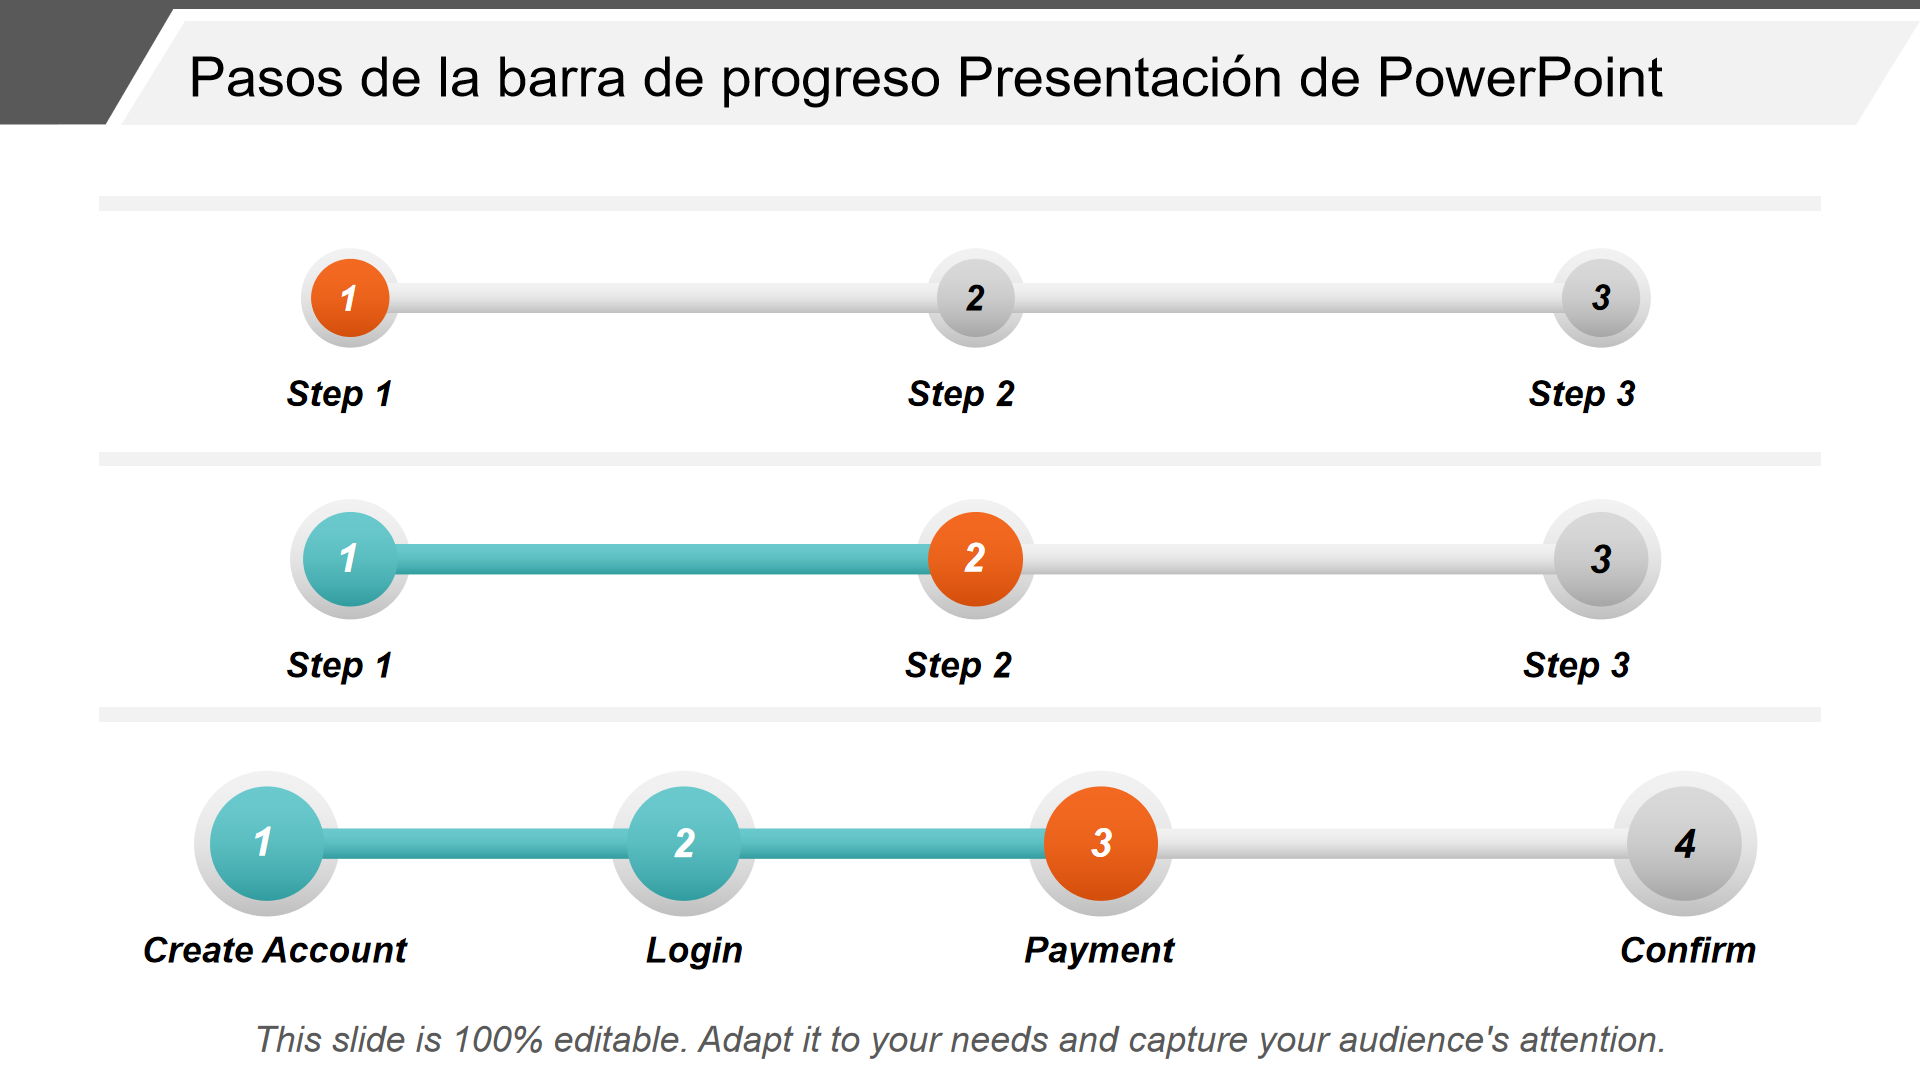 Pasos de la barra de progreso Presentación de PowerPoint
1 2 3
Step 1 Step 2 Step 3
1 2 3
Step 1 Step 2 Step 3
1 2 3 4
Create Account Login Payment Confirm
This slide is 100% editable. Adapt it to your needs and capture your audience's attention.